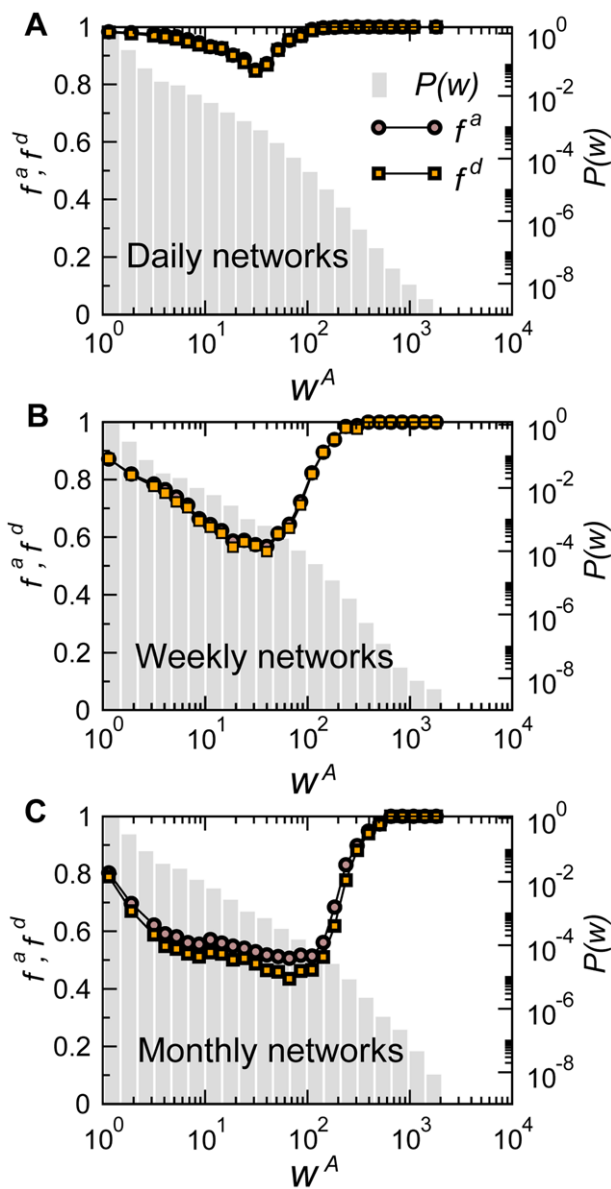 A
1
0.8
0.6
0.4
0.2
0
f^a, f^d
10^0
10^-2
10^-4
10^-6
10^-8
P(w)
P(w)
f^a
f^d
Daily networks
10^0 10^1 10^2 10^3 10^4
w^A
B
1
0.8
0.6
0.4
0.2
0
f^a, f^d
10^0
10^-2
10^-4
10^-6
10^-8
P(w)
Weekly networks
10^0 10^1 10^2 10^3 10^4
w^A
C
1
0.8
0.6
0.4
0.2
0
f^a, f^d
10^0
10^-2
10^-4
10^-6
10^-8
P(w)
Monthly networks
10^0 10^1 10^2 10^3 10^4
w^A